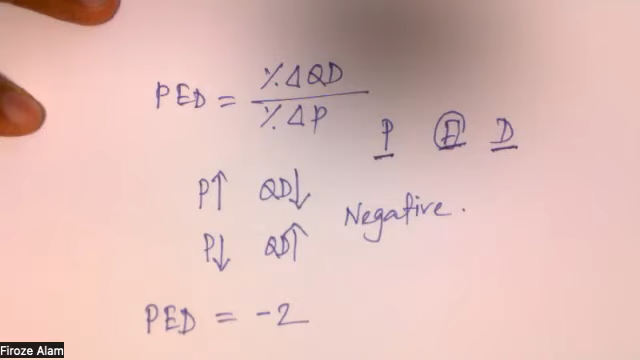 PED = %ΔQD / %ΔP
P E D
P↑ QD↓
Negative.
P↓ QD↑
PED = -2
Firoze Alam